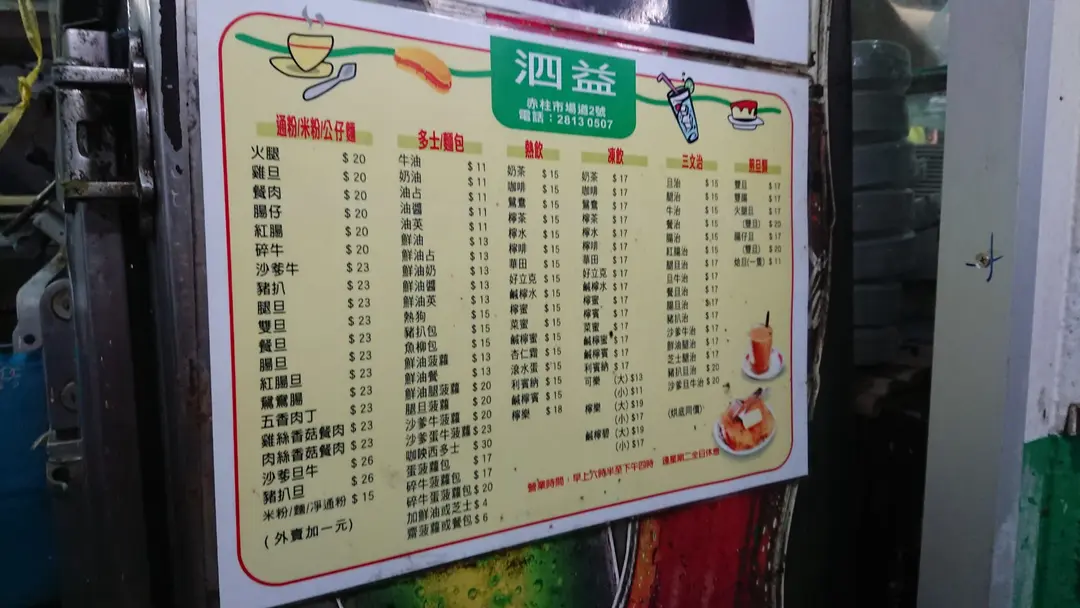 泗益
赤柱市場道2號
電話：2813 0507
通粉/米粉/公仔麵
火腿 $20
雞旦 $20
餐肉 $20
腸仔 $20
紅腸 $20
碎牛 $20
沙爹牛 $23
豬扒 $23
腿旦 $23
雙旦 $23
餐旦 $23
腸旦 $23
紅腸旦 $23
鴛鴦腸 $23
五香肉丁 $23
雞絲香菇餐肉 $23
肉絲香菇餐肉 $23
沙爹旦牛 $26
豬扒旦 $26
米粉/麵/淨通粉 $15
(外賣加一元)
多士/麵包
牛油 $11
奶油 $11
油占 $11
油醬 $11
油英 $11
鮮油 $13
鮮油占 $13
鮮油奶 $13
鮮油醬 $13
鮮油英 $13
熱狗 $15
豬扒包 $15
魚柳包 $15
鮮油菠蘿 $13
鮮油餐 $13
鮮油腿菠蘿 $20
腿旦菠蘿 $20
沙爹牛菠蘿 $20
沙爹蛋牛菠蘿 $23
咖央西多士 $30
蛋菠蘿包 $17
碎牛菠蘿包 $17
碎牛蛋菠蘿包 $20
加鮮油或芝士 $4
齋菠蘿或餐包 $6
熱飲
奶茶 $15
咖啡 $15
鴛鴦 $15
檸茶 $15
檸水 $15
檸啡 $15
華田 $15
好立克 $15
鹹檸水 $15
檸蜜 $15
菜蜜 $15
鹹檸蜜 $15
杏仁霜 $15
滾水蛋 $15
利賓納 $15
鹹檸賓 $15
檸樂 $18
凍飲
奶茶 $17
咖啡 $17
鴛鴦 $17
檸茶 $17
檸水 $17
檸啡 $17
華田 $17
好立克 $17
鹹檸水 $17
檸蜜 $17
檸賓 $17
菜蜜 $17
鹹檸蜜 $17
鹹檸賓 $17
利賓納 $17
可樂 (大) $13
(小) $11
檸樂 (大) $19
(小) $17
鹹檸碧 (大) $19
(小) $17
三文治
旦治 $15
腿治 $15
牛治 $15
餐治 $15
腸治 $15
紅腸治 $15
腿旦治 $17
旦牛治 $17
餐旦治 $17
腸旦治 $17
豬扒治 $17
沙爹牛治 $17
鮮油腿治 $17
芝士腿治 $17
豬扒旦治 $20
沙爹旦牛治 $20
(烘底同價)
雙旦 $17
雙腸 $17
火腿旦 $17
(雙旦) $20
腸仔旦 $17
(雙旦) $20
焓旦(一隻) $11
營業時間：早上六時半至下午四時 逢星期二全日休息